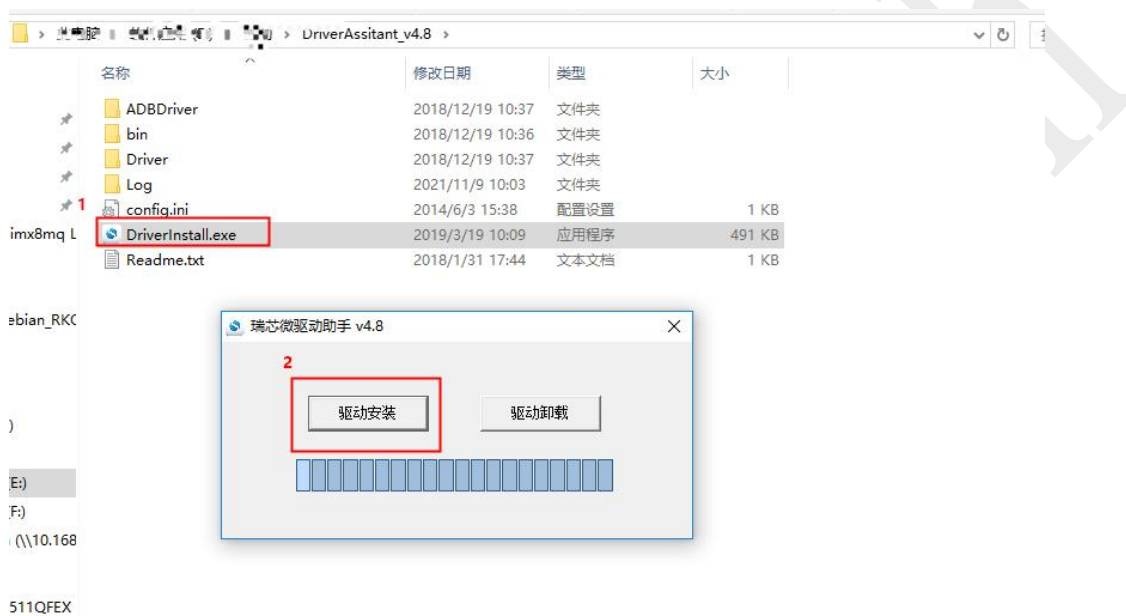 DriverAssitant_v4.8
名称 修改日期 类型 大小
ADBDriver 2018/12/19 10:37 文件夹
bin 2018/12/19 10:36 文件夹
Driver 2018/12/19 10:37 文件夹
Log 2021/11/9 10:03 文件夹
1
config.ini 2014/6/3 15:38 配置设置 1 KB
imx8mq L
DriverInstall.exe 2019/3/19 10:09 应用程序 491 KB
Readme.txt 2018/1/31 17:44 文本文档 1 KB
ebian_RK
瑞芯微驱动助手 v4.8
2
驱动安装 驱动卸载
)
E:)
F:)
(\\10.168
511QFEX